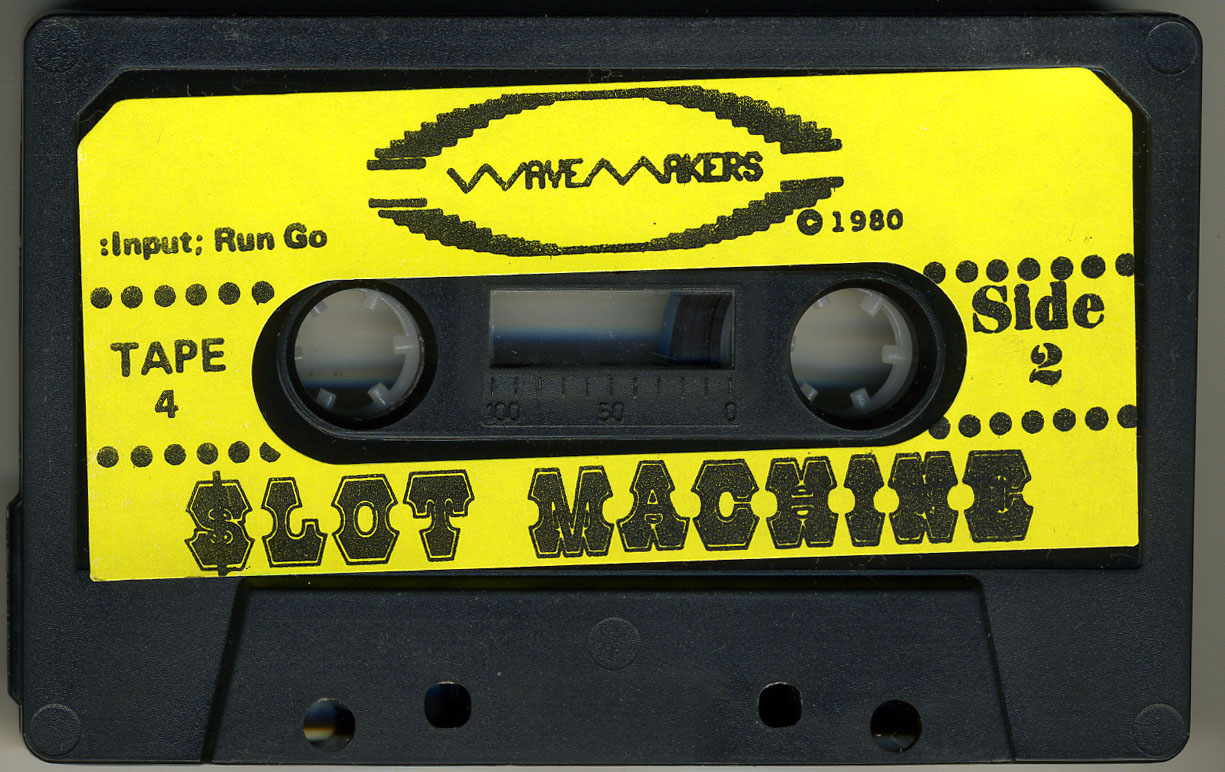 WAVEMAKERS
© 1980
:Input; Run Go
TAPE
4
Side
2
100 50 0
$LOT MACHINE